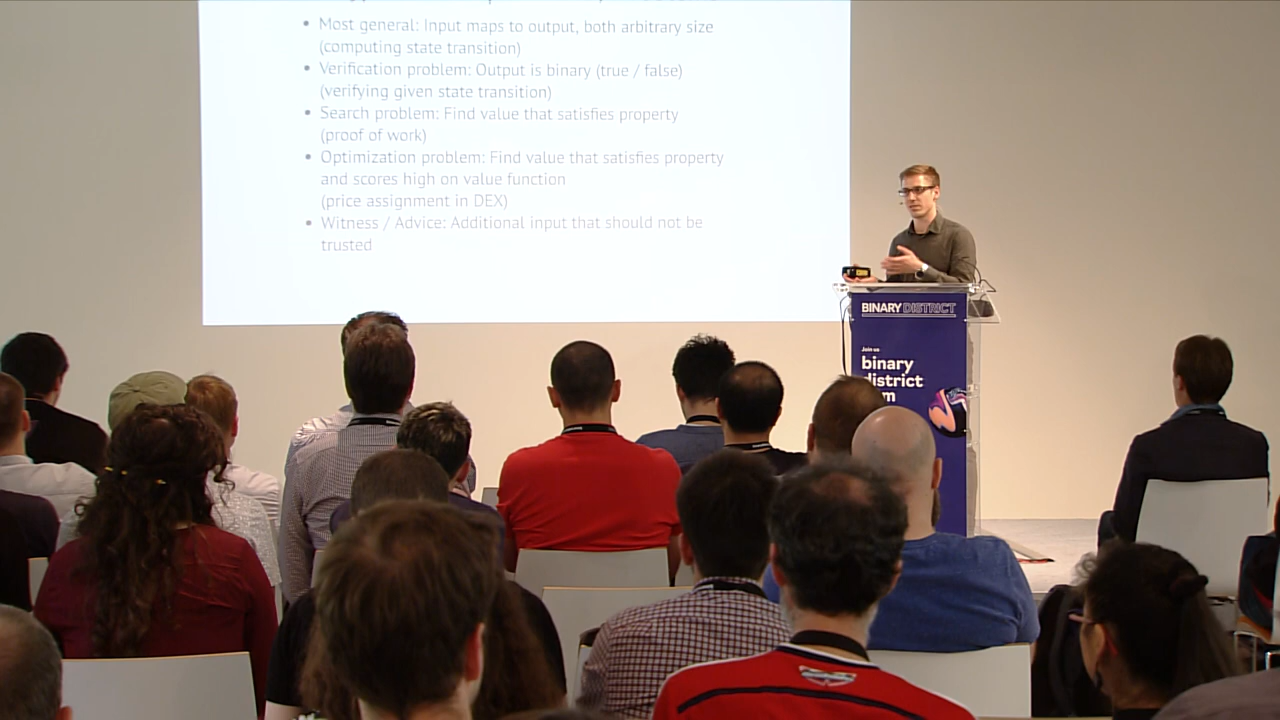 • Most general: Input maps to output, both arbitrary size
(computing state transition)
• Verification problem: Output is binary (true / false)
(verifying given state transition)
• Search problem: Find value that satisfies property
(proof of work)
• Optimization problem: Find value that satisfies property
and scores high on value function
(price assignment in DEX)
• Witness / Advice: Additional input that should not be
trusted
BINARY DISTRICT
Join us
binary
district